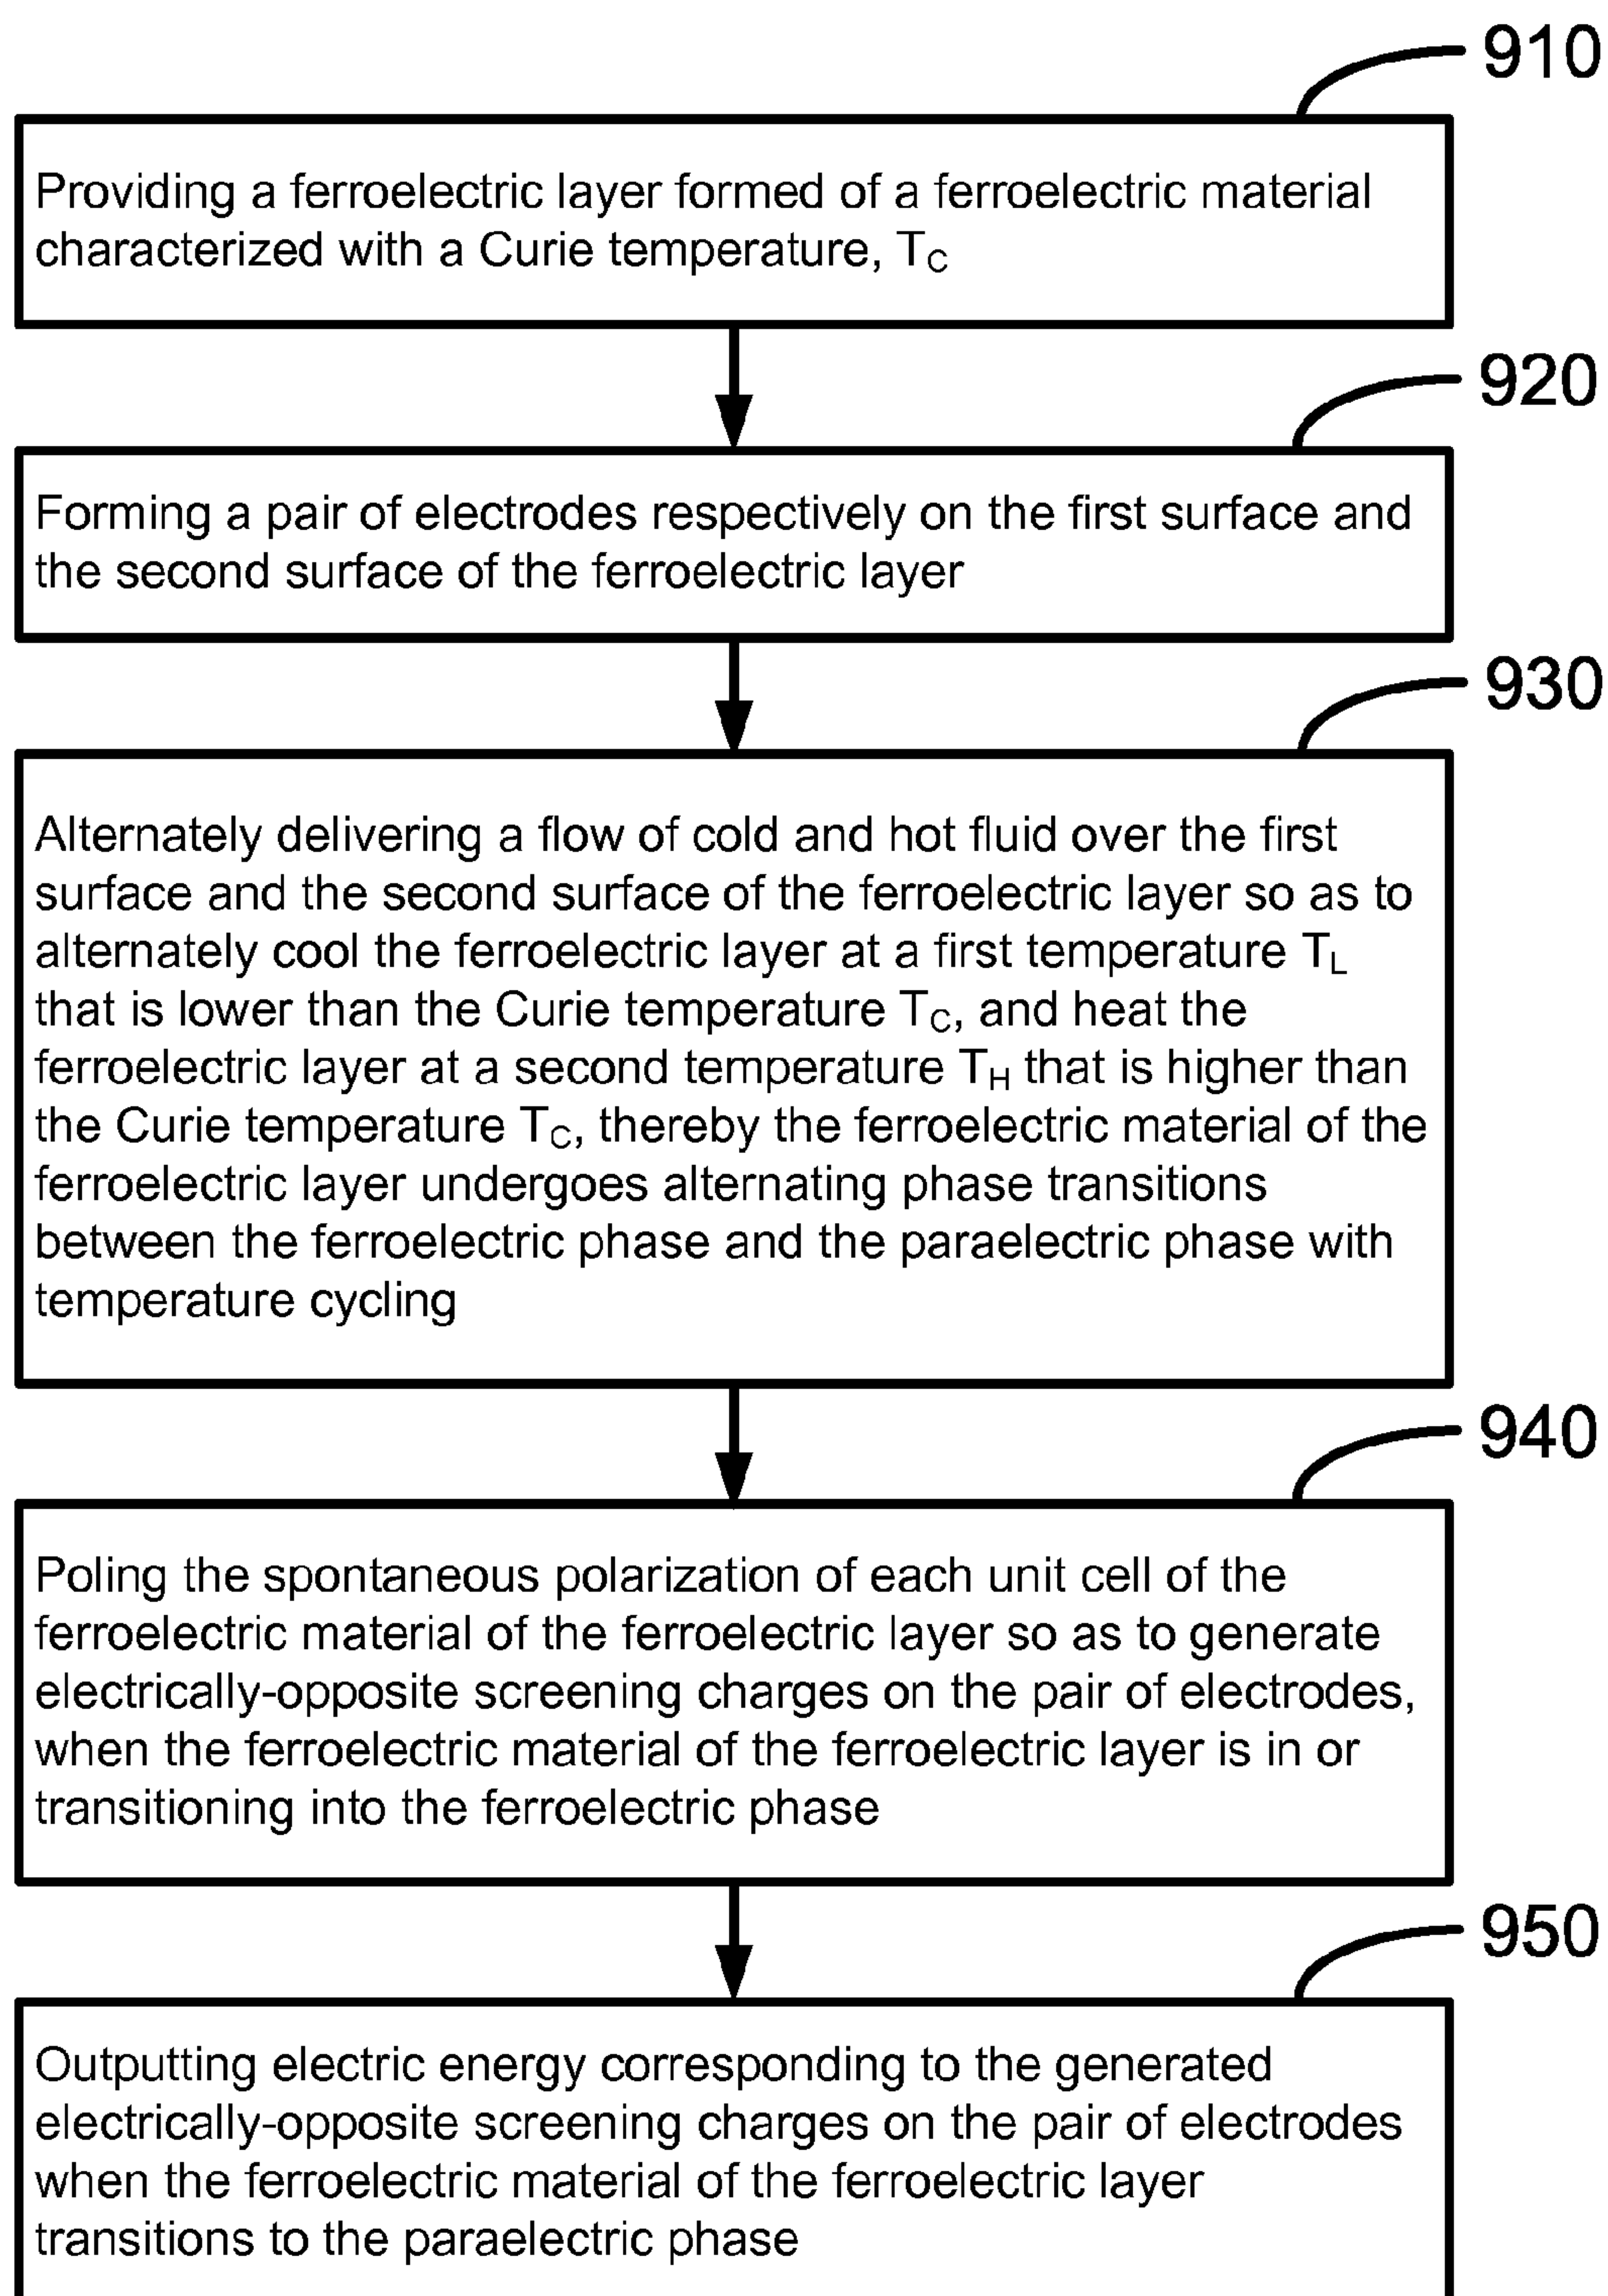 910
Providing a ferroelectric layer formed of a ferroelectric material
characterized with a Curie temperature, T_C
920
Forming a pair of electrodes respectively on the first surface and
the second surface of the ferroelectric layer
930
Alternately delivering a flow of cold and hot fluid over the first
surface and the second surface of the ferroelectric layer so as to
alternately cool the ferroelectric layer at a first temperature T_L
that is lower than the Curie temperature T_C, and heat the
ferroelectric layer at a second temperature T_H that is higher than
the Curie temperature T_C, thereby the ferroelectric material of the
ferroelectric layer undergoes alternating phase transitions
between the ferroelectric phase and the paraelectric phase with
temperature cycling
940
Poling the spontaneous polarization of each unit cell of the
ferroelectric material of the ferroelectric layer so as to generate
electrically-opposite screening charges on the pair of electrodes,
when the ferroelectric material of the ferroelectric layer is in or
transitioning into the ferroelectric phase
950
Outputting electric energy corresponding to the generated
electrically-opposite screening charges on the pair of electrodes
when the ferroelectric material of the ferroelectric layer
transitions to the paraelectric phase